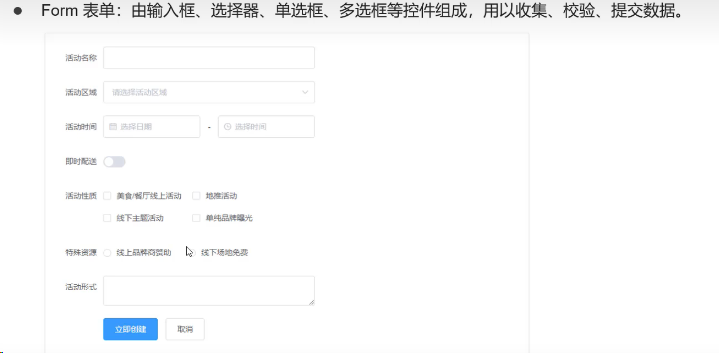 ● Form 表单：由输入框、选择器、单选框、多选框等控件组成，用以收集、校验、提交数据。
活动名称
活动区域 请选择活动区域
活动时间 选择日期 - 选择时间
即时配送
活动性质 美食/餐厅线上活动 地推活动
线下主题活动 单纯品牌曝光
特殊资源 线上品牌商赞助 线下场地免费
活动形式
立即创建 取消